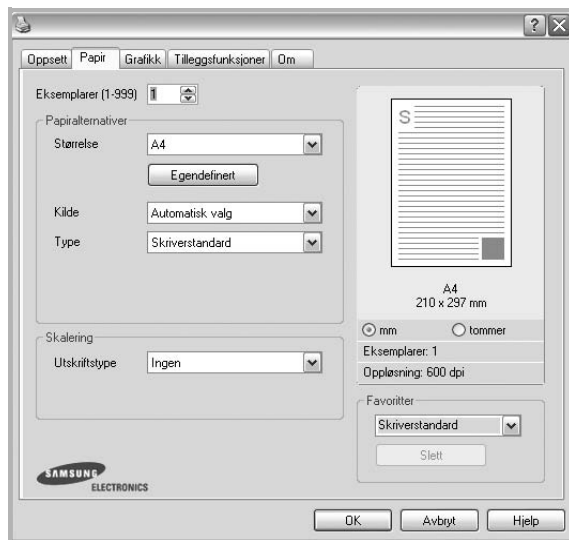 Oppsett Papir Grafikk Tilleggsfunksjoner Om
Eksemplarer (1-999) 1
Papiralternativer
Størrelse A4
Egendefinert
Kilde Automatisk valg
Type Skriverstandard
Skalering
Utskriftstype Ingen
SAMSUNG
ELECTRONICS
S
A4
210 x 297 mm
mm tommer
Eksemplarer: 1
Oppløsning: 600 dpi
Favoritter
Skriverstandard
Slett
OK Avbryt Hjelp